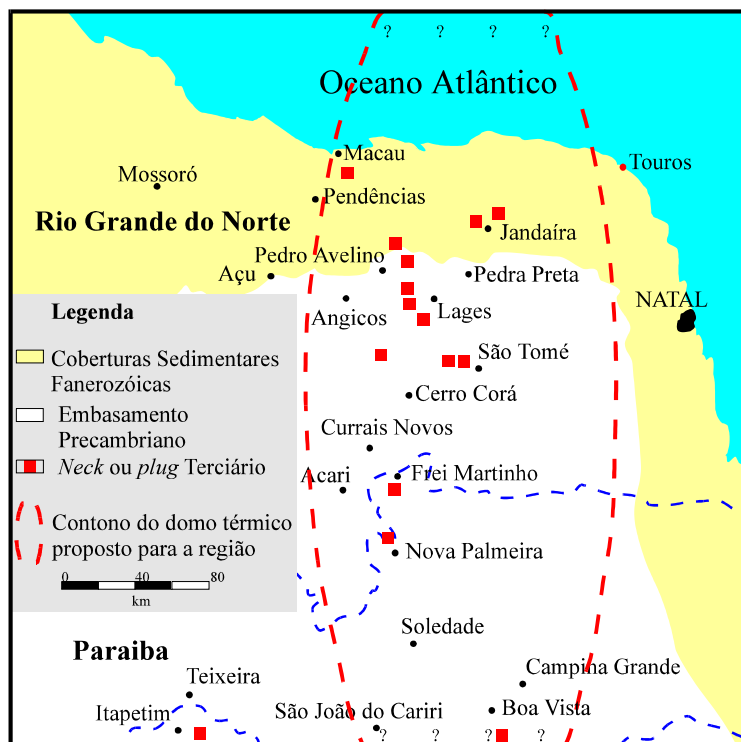 ? ? ? ?
Oceano Atlântico
Macau
Touros
Mossoró
Pendências
Rio Grande do Norte
Jandaíra
Pedro Avelino
Açu
Pedra Preta
NATAL
Angicos
Lages
Legenda
São Tomé
Coberturas Sedimentares
Fanerozóicas
Cerro Corá
Embasamento
Precambriano
Currais Novos
Neck ou plug Terciário
Acari
Frei Martinho
Contono do domo térmico
proposto para a região
Nova Palmeira
0 40 80
km
Soledade
Paraiba
Campina Grande
Teixeira
Itapetim
São João do Cariri
Boa Vista
? ? ? ?